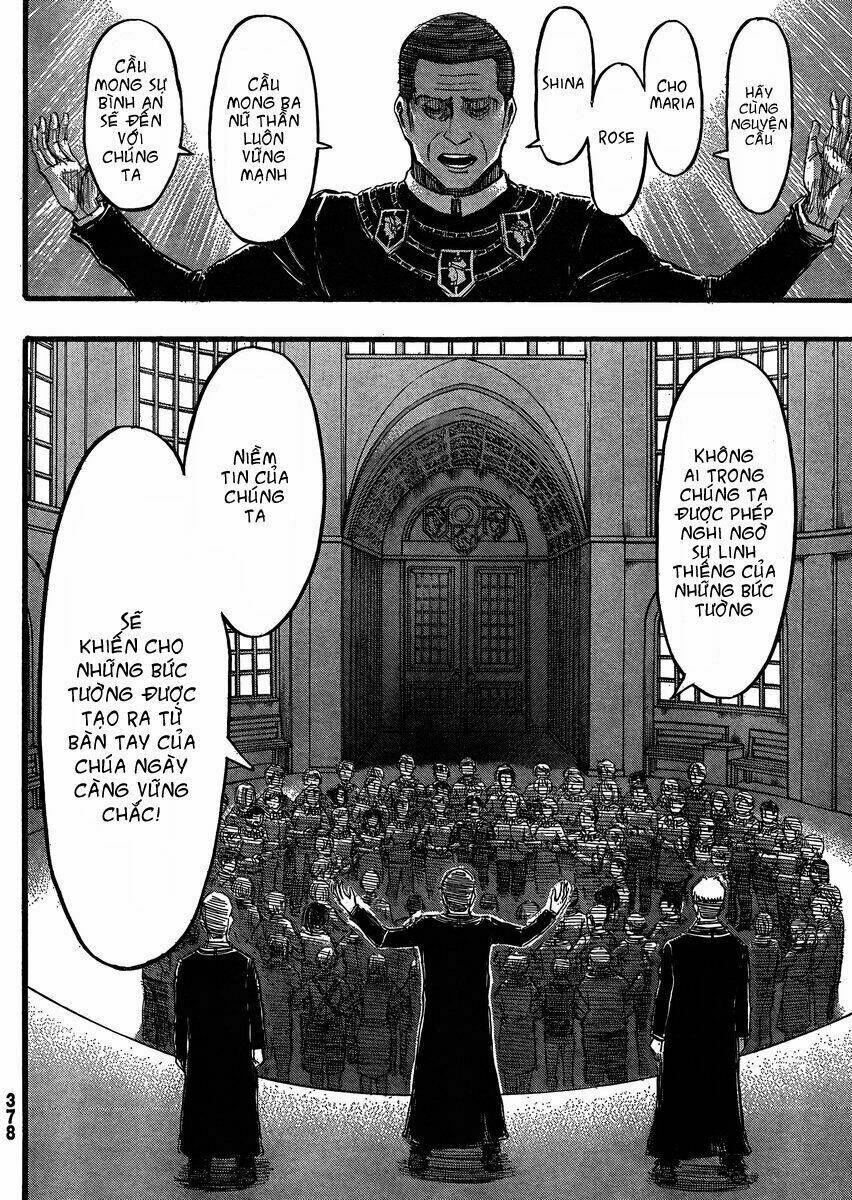 HÃY
CÙNG
NGUYỆN
CẦU
CHO
MARIA
ROSE
SHINA
CẦU
MONG BA
NỮ THẦN
LUÔN
VỮNG
MẠNH
CẦU
MONG SỰ
BÌNH AN
SẼ ĐẾN
VỚI
CHÚNG
TA
KHÔNG
AI TRONG
CHÚNG TA
ĐƯỢC PHÉP
NGHI NGỜ
SỰ LINH
THIẾNG CỦA
NHỮNG BỨC
TƯỜNG
NIỀM
TIN CỦA
CHÚNG
TA
SẼ
KHIẾN CHO
NHỮNG BỨC
TƯỜNG ĐƯỢC
TẠO RA TỪ
BÀN TAY CỦA
CHÚA NGÀY
CÀNG VỮNG
CHẮC!
378